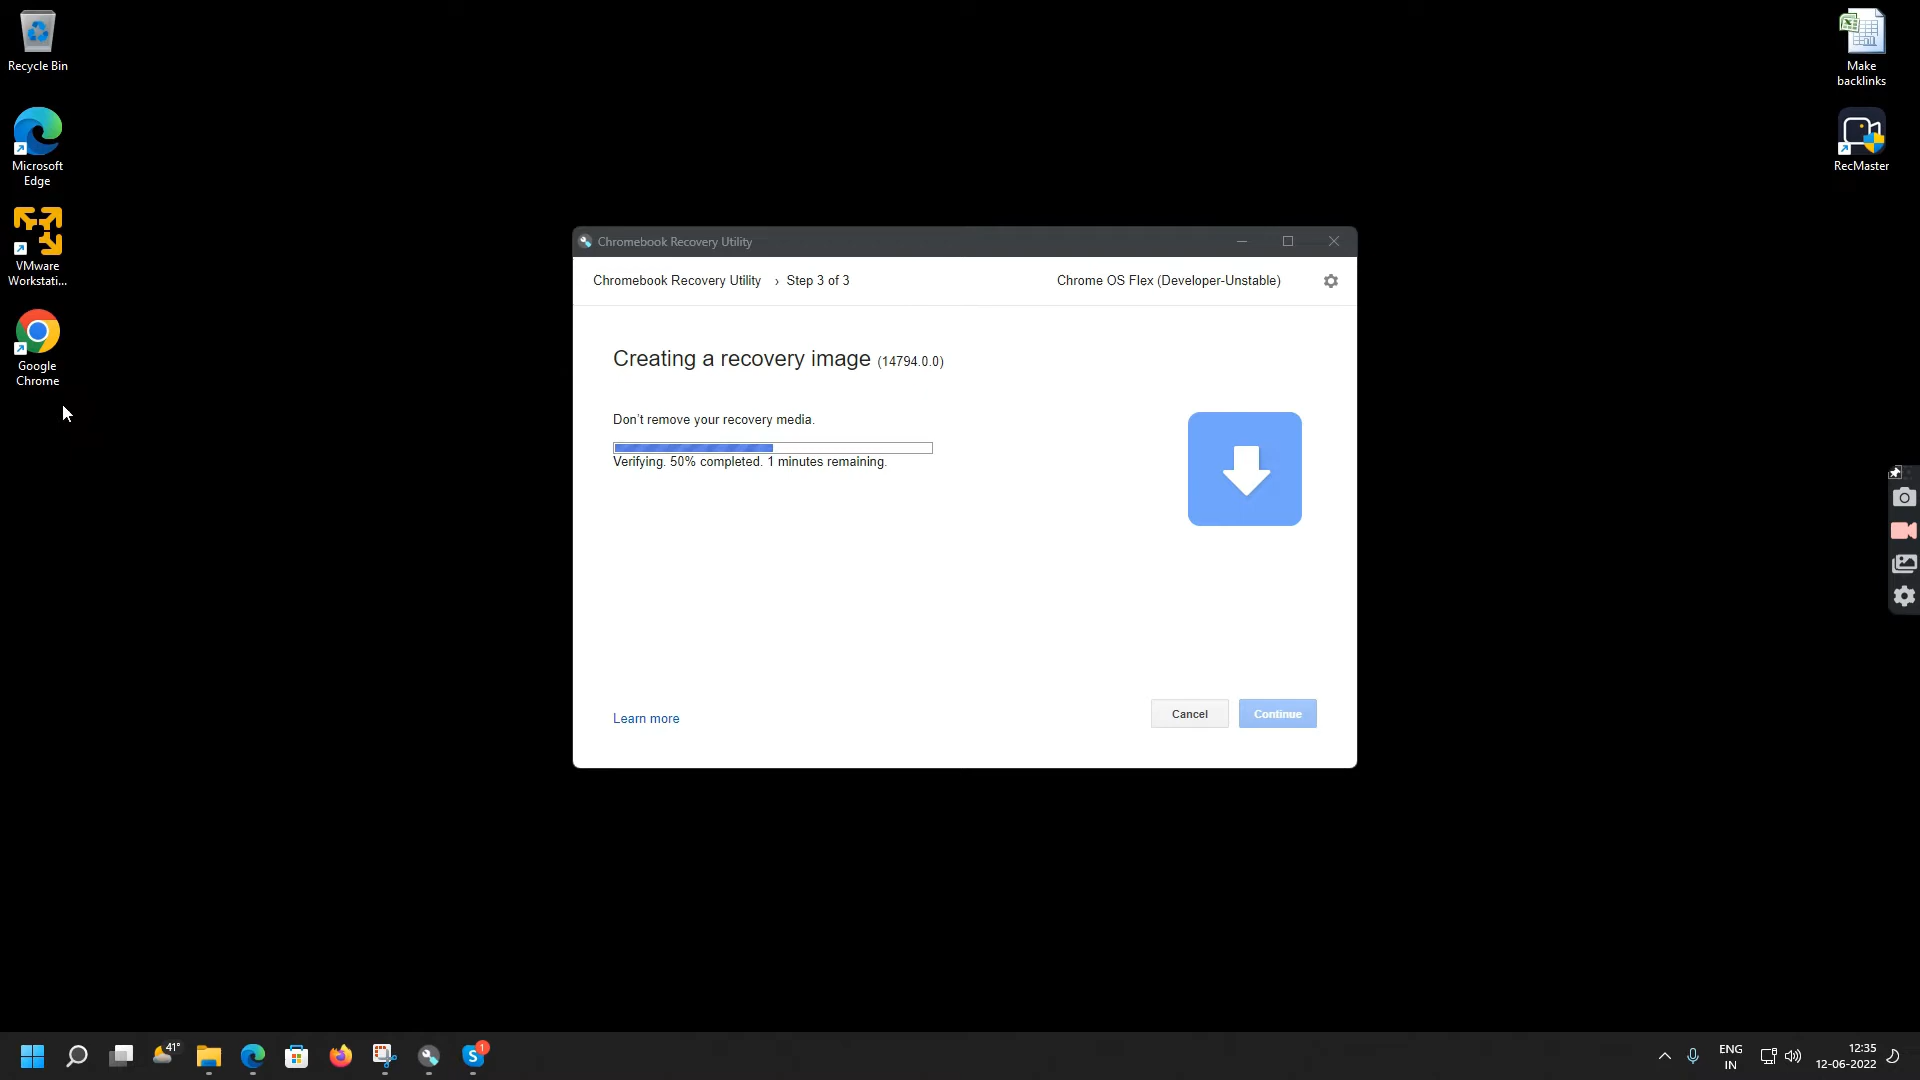 Recycle Bin
Microsoft
Edge
VMware
Workstati...
Google
Chrome
Make
backlinks
RecMaster
Chromebook Recovery Utility
Chromebook Recovery Utility › Step 3 of 3
Chrome OS Flex (Developer-Unstable)
Creating a recovery image (14794.0.0)
Don't remove your recovery media.
Verifying. 50% completed. 1 minutes remaining.
Learn more
Cancel
Continue
41°
S
1
ENG
IN
12:35
12-06-2022